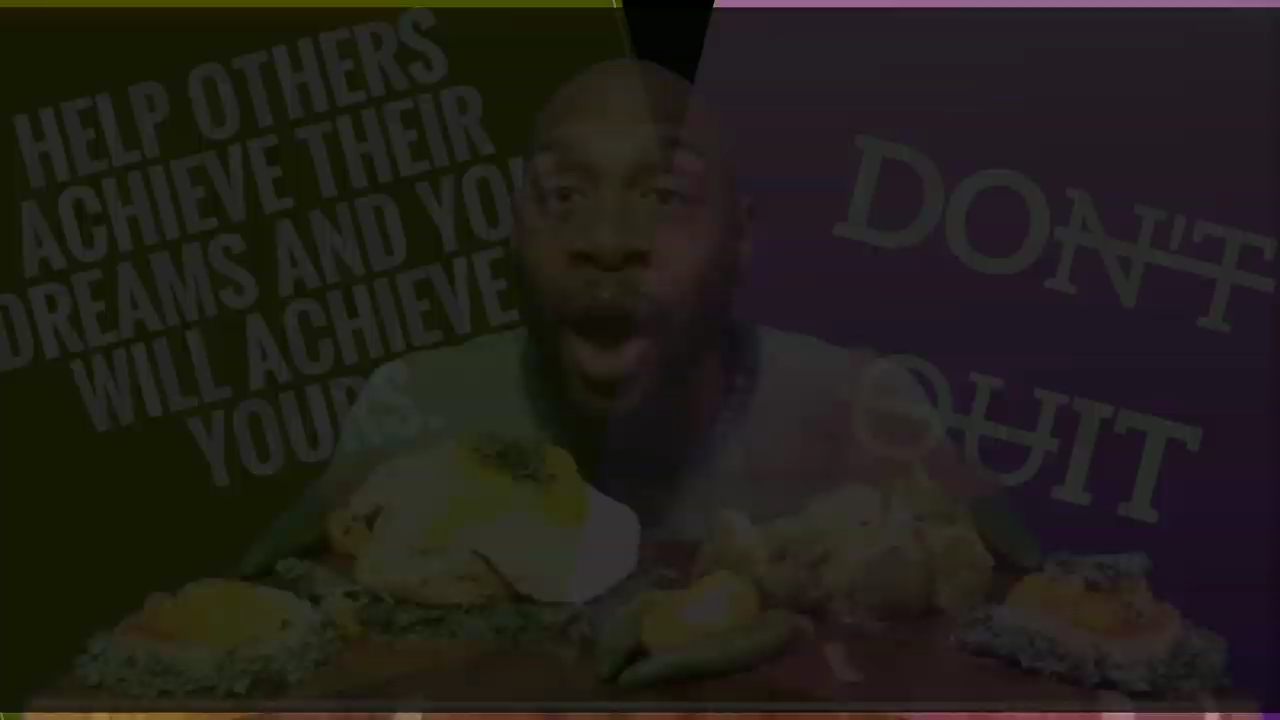 HELP OTHERS
ACHIEVE THEIR
DREAMS AND YOU
WILL ACHIEVE
YOURS.
DON'T
QUIT